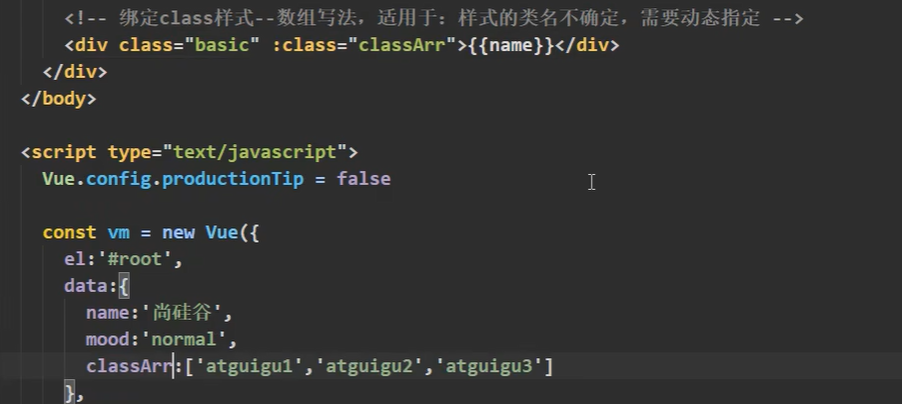 <!-- 绑定class样式--数组写法，适用于：样式的类名不确定，需要动态指定 -->
<div class="basic" :class="classArr">{{name}}</div>
</div>
</body>
<script type="text/javascript">
Vue.config.productionTip = false
const vm = new Vue({
el:'#root',
data:{
name:'尚硅谷',
mood:'normal',
classArr:['atguigu1','atguigu2','atguigu3']
},